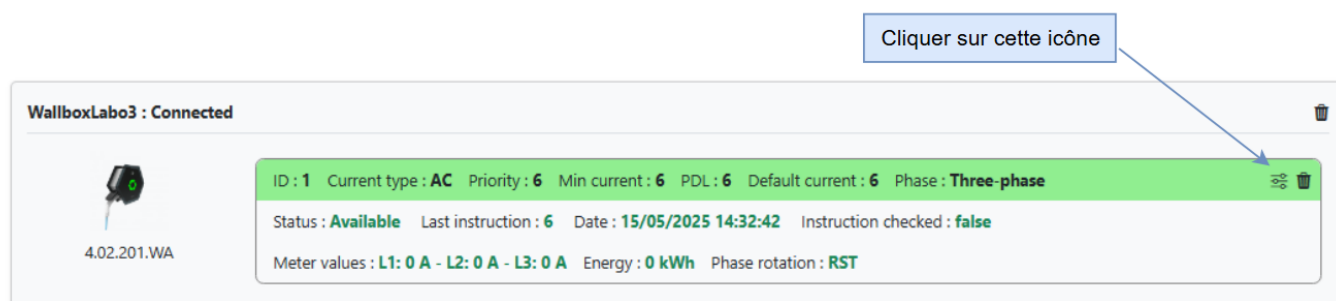 Cliquer sur cette icône
WallboxLabo3 : Connected
ID : 1 Current type : AC Priority : 6 Min current : 6 PDL : 6 Default current : 6 Phase : Three-phase
Status : Available Last instruction : 6 Date : 15/05/2025 14:32:42 Instruction checked : false
4.02.201.WA
Meter values : L1: 0 A - L2: 0 A - L3: 0 A Energy : 0 kWh Phase rotation : RST